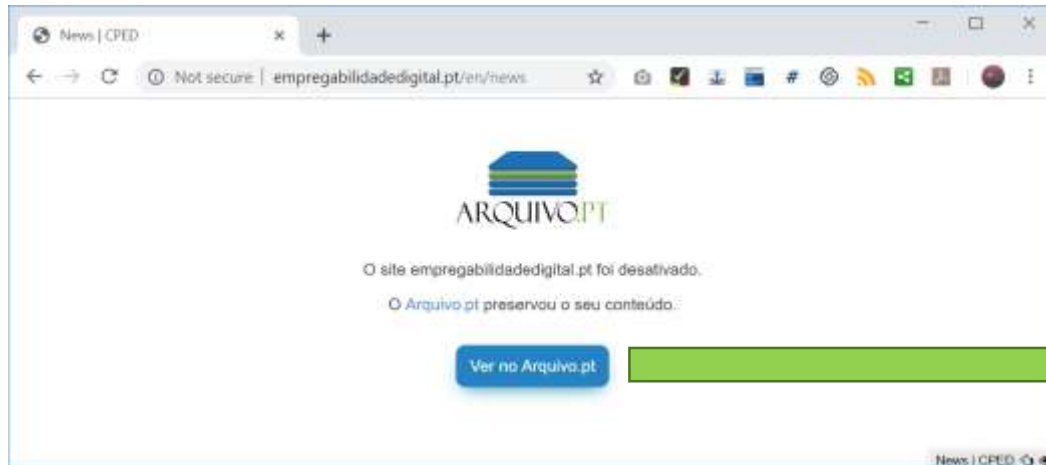 News | CPED
Not secure | empregabilidadedigital.pt/en/news
ARQUIVO.PT
O site empregabilidadedigital.pt foi desativado.
O Arquivo.pt preservou o seu conteúdo.
Ver no Arquivo.pt
News | CPED